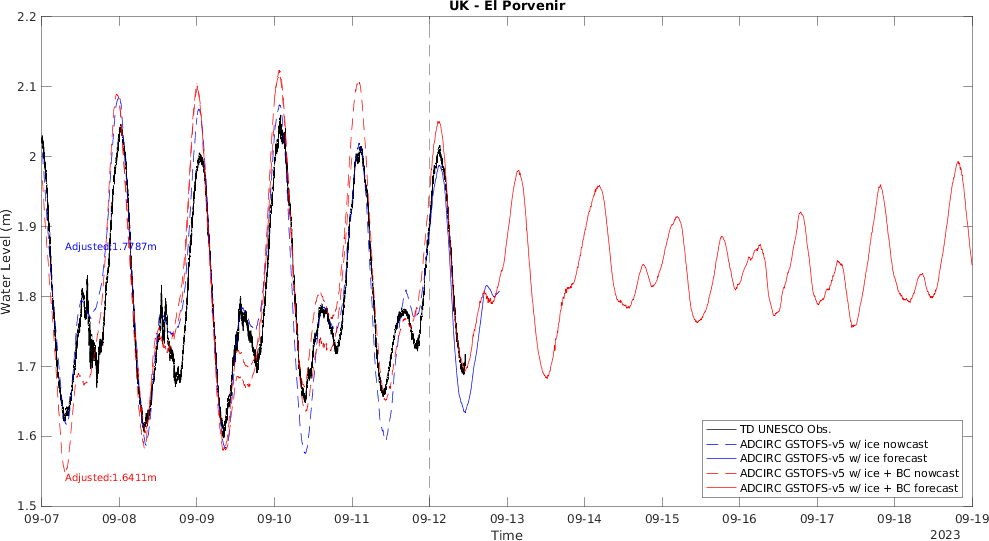 UK - El Porvenir
2.2
2.1
2
1.9
1.8
1.7
1.6
1.5
Water Level (m)
Adjusted:1.7787m
Adjusted:1.6411m
TD UNESCO Obs.
ADCIRC GSTOFS-v5 w/ ice nowcast
ADCIRC GSTOFS-v5 w/ ice forecast
ADCIRC GSTOFS-v5 w/ ice + BC nowcast
ADCIRC GSTOFS-v5 w/ ice + BC forecast
09-07 09-08 09-09 09-10 09-11 09-12 09-13 09-14 09-15 09-16 09-17 09-18 09-19
Time
2023